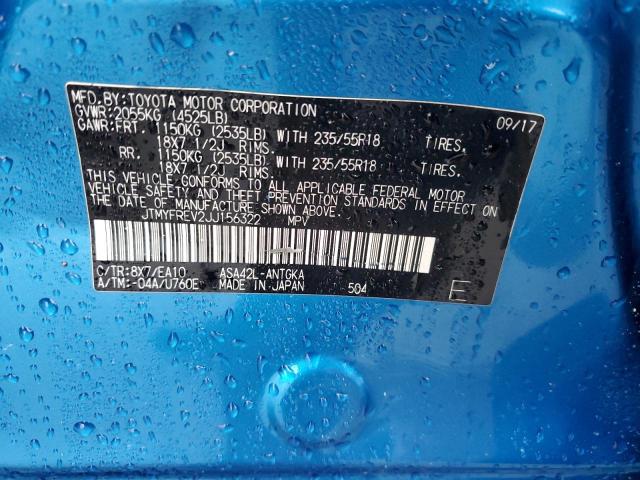 MFD.BY:TOYOTA MOTOR CORPORATION 09/17
GVWR:2055KG (4525LB)
GAWR:FRT. 1150KG (2535LB) WITH 235/55R18 TIRES.
18X7 1/2J RIMS.
RR. 1150KG (2535LB) WITH 235/55R18 TIRES.
18X7 1/2J RIMS.
THIS VEHICLE CONFORMS TO ALL APPLICABLE FEDERAL MOTOR
VEHICLE SAFETY AND THEFT PREVENTION STANDARDS IN EFFECT ON
THE DATE OF MANUFACTURE SHOWN ABOVE.
JTMYFREV2JJ156322 MPV
C/TR:8X7/EA10 ASA42L-ANTGKA
A/TM:-04A/U760E MADE IN JAPAN 504 E